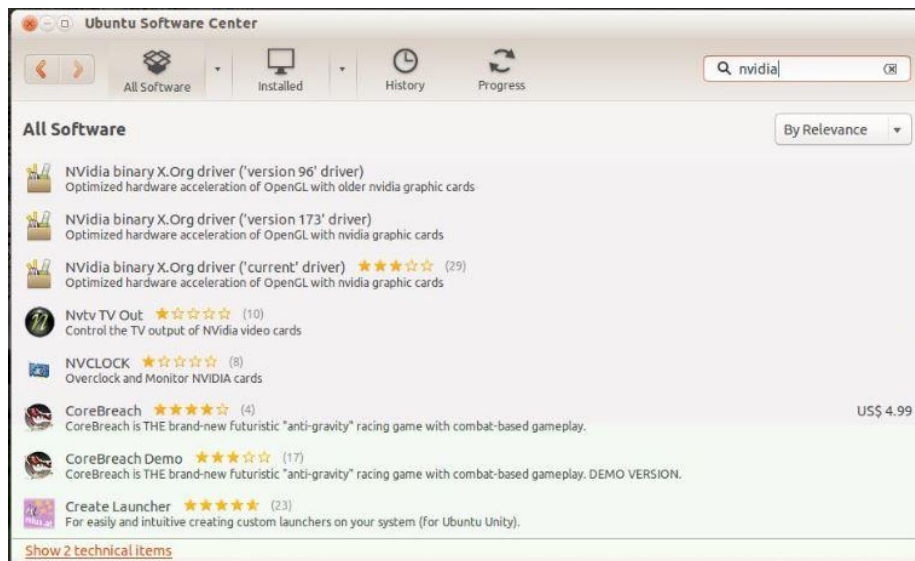 Ubuntu Software Center
All Software
Installed
History
Progress
nvidia
All Software
By Relevance
NVidia binary X.Org driver ('version 96' driver)
Optimized hardware acceleration of OpenGL with older nvidia graphic cards
NVidia binary X.Org driver ('version 173' driver)
Optimized hardware acceleration of OpenGL with nvidia graphic cards
NVidia binary X.Org driver ('current' driver) (29)
Optimized hardware acceleration of OpenGL with nvidia graphic cards
Nvtv TV Out (10)
Control the TV output of NVidia video cards
NVCLOCK (8)
Overclock and Monitor NVIDIA cards
CoreBreach (4) US$ 4.99
CoreBreach is THE brand-new futuristic "anti-gravity" racing game with combat-based gameplay.
CoreBreach Demo (17)
CoreBreach is THE brand-new futuristic "anti-gravity" racing game with combat-based gameplay. DEMO VERSION.
Create Launcher (23)
For easily and intuitive creating custom launchers on your system (for Ubuntu Unity).
Show 2 technical items